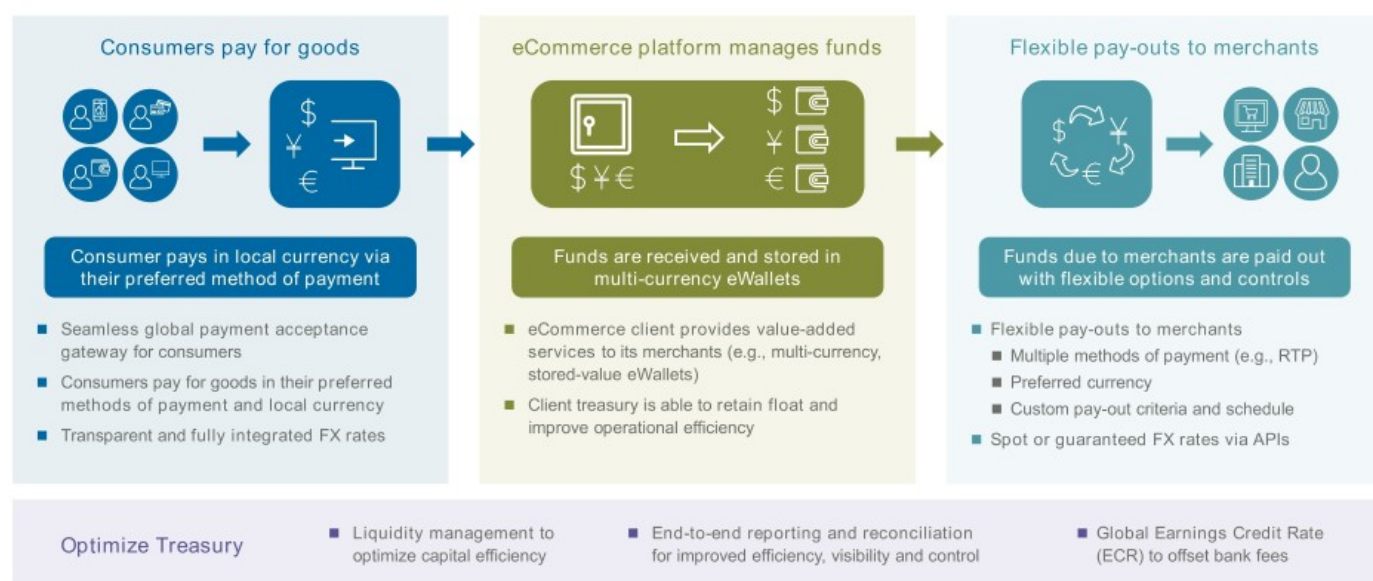 Consumers pay for goods
$
¥
€
Consumer pays in local currency via
their preferred method of payment
■ Seamless global payment acceptance
gateway for consumers
■ Consumers pay for goods in their preferred
methods of payment and local currency
■ Transparent and fully integrated FX rates
eCommerce platform manages funds
$ ¥ €
$
¥
€
Funds are received and stored in
multi-currency eWallets
■ eCommerce client provides value-added
services to its merchants (e.g., multi-currency,
stored-value eWallets)
■ Client treasury is able to retain float and
improve operational efficiency
Flexible pay-outs to merchants
$ ¥
€
Funds due to merchants are paid out
with flexible options and controls
■ Flexible pay-outs to merchants
■ Multiple methods of payment (e.g., RTP)
■ Preferred currency
■ Custom pay-out criteria and schedule
■ Spot or guaranteed FX rates via APIs
Optimize Treasury
■ Liquidity management to
optimize capital efficiency
■ End-to-end reporting and reconciliation
for improved efficiency, visibility and control
■ Global Earnings Credit Rate
(ECR) to offset bank fees